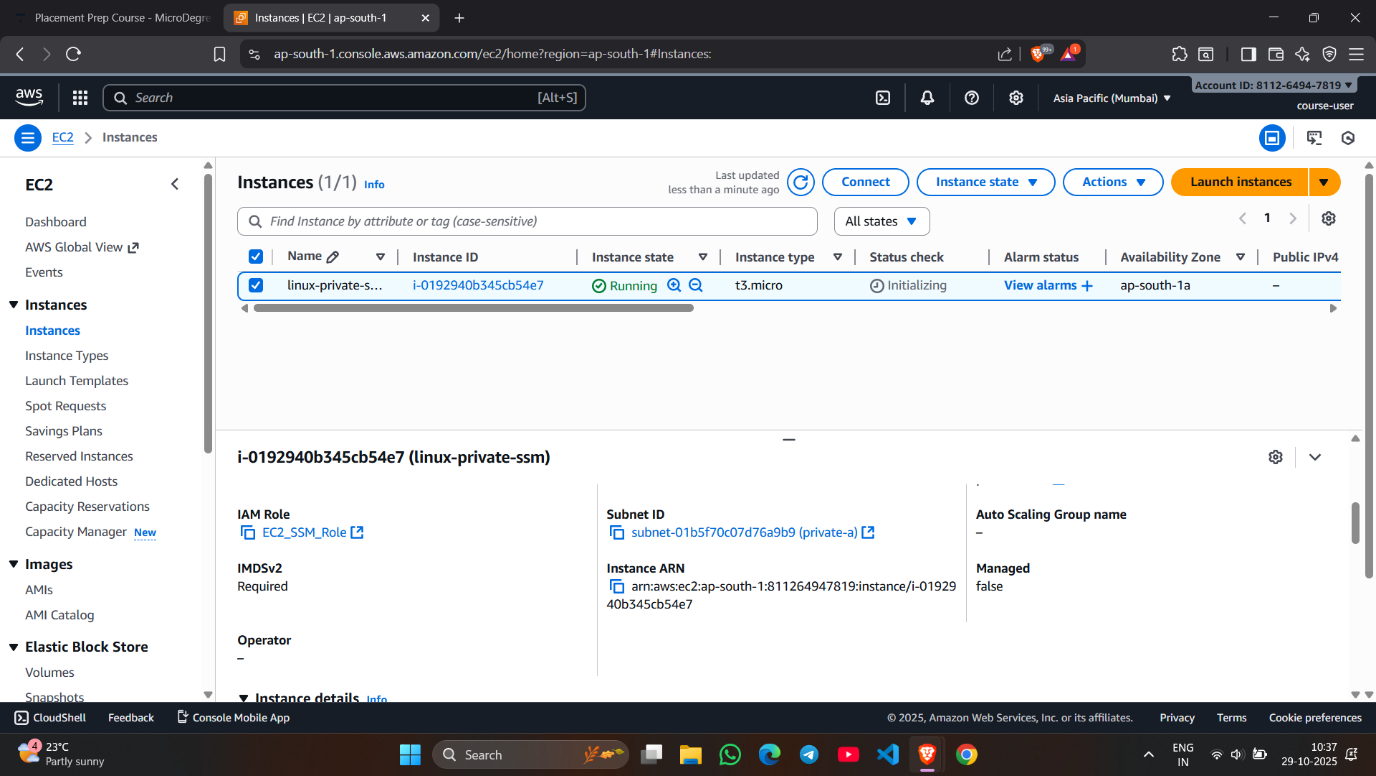 Placement Prep Course - MicroDegre
Instances | EC2 | ap-south-1
ap-south-1.console.aws.amazon.com/ec2/home?region=ap-south-1#Instances:
99+
1
aws
Search
[Alt+S]
Asia Pacific (Mumbai)
Account ID: 8112-6494-7819
course-user
EC2
Instances
EC2
Dashboard
AWS Global View
Events
Instances
Instances
Instance Types
Launch Templates
Spot Requests
Savings Plans
Reserved Instances
Dedicated Hosts
Capacity Reservations
Capacity Manager New
Images
AMIs
AMI Catalog
Elastic Block Store
Volumes
Snapshots
Instances (1/1) Info
Last updated
less than a minute ago
Connect
Instance state
Actions
Launch instances
Find Instance by attribute or tag (case-sensitive)
All states
1
Name
Instance ID
Instance state
Instance type
Status check
Alarm status
Availability Zone
Public IPv4
linux-private-s...
i-0192940b345cb54e7
Running
t3.micro
Initializing
View alarms +
ap-south-1a
–
i-0192940b345cb54e7 (linux-private-ssm)
IAM Role
EC2_SSM_Role
Subnet ID
subnet-01b5f70c07d76a9b9 (private-a)
Auto Scaling Group name
–
IMDSv2
Required
Instance ARN
arn:aws:ec2:ap-south-1:811264947819:instance/i-01929
40b345cb54e7
Managed
false
Operator
–
Instance details Info
CloudShell
Feedback
Console Mobile App
© 2025, Amazon Web Services, Inc. or its affiliates.
Privacy
Terms
Cookie preferences
4
23°C
Partly sunny
Search
ENG
IN
10:37
29-10-2025